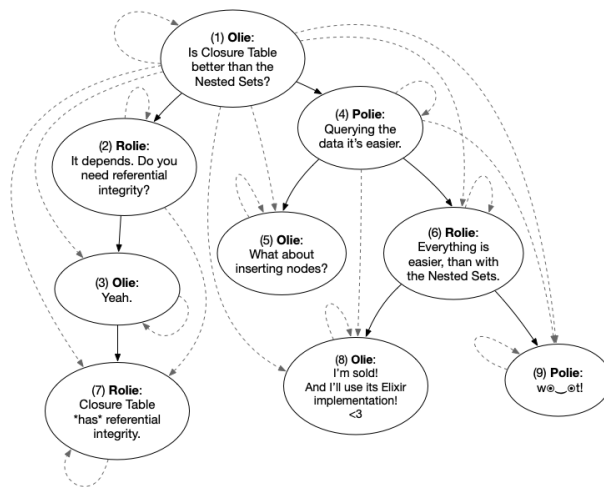 (1) Olie:
Is Closure Table
better than the
Nested Sets?
(4) Polie:
Querying the
data it's easier.
(2) Rolie:
It depends. Do you
need referential
integrity?
(5) Olie:
What about
inserting nodes?
(6) Rolie:
Everything is
easier, than with
the Nested Sets.
(3) Olie:
Yeah.
(7) Rolie:
Closure Table
*has* referential
integrity.
(8) Olie:
I'm sold!
And I'll use its Elixir
implementation!
<3
(9) Polie:
w⊙‿⊙t!